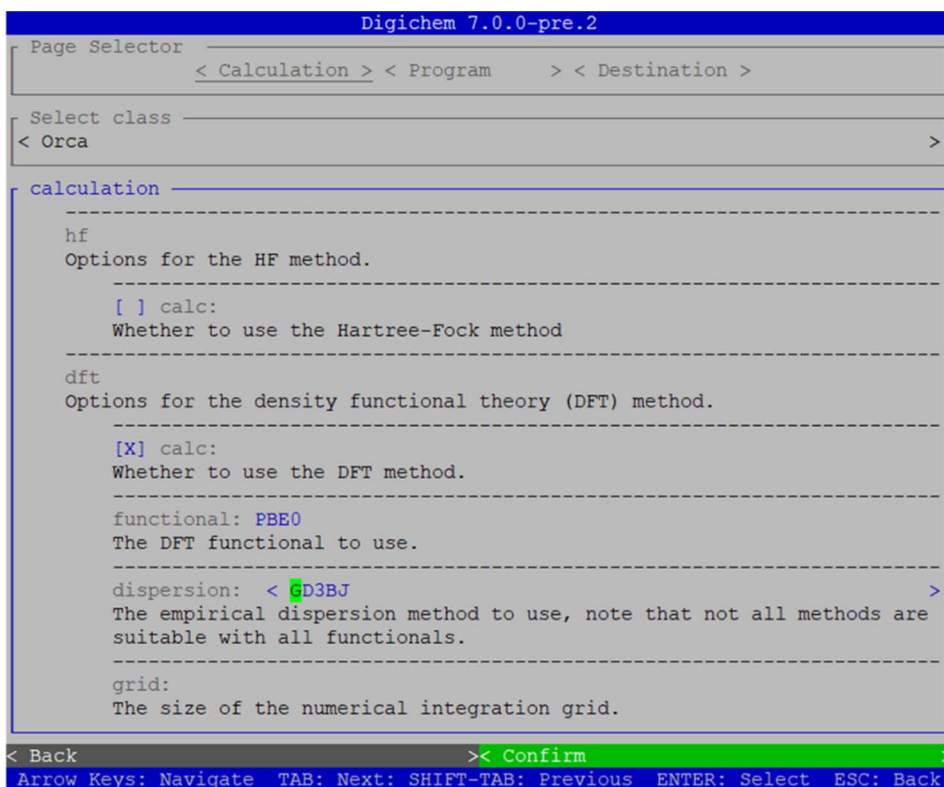 Digichem 7.0.0-pre.2
Page Selector
< Calculation > < Program > < Destination >
Select class
< Orca >
calculation
hf
Options for the HF method.
[ ] calc:
Whether to use the Hartree-Fock method
dft
Options for the density functional theory (DFT) method.
[X] calc:
Whether to use the DFT method.
functional: PBE0
The DFT functional to use.
dispersion: < GD3BJ >
The empirical dispersion method to use, note that not all methods are
suitable with all functionals.
grid:
The size of the numerical integration grid.
< Back >< Confirm >
Arrow Keys: Navigate TAB: Next: SHIFT-TAB: Previous ENTER: Select ESC: Back